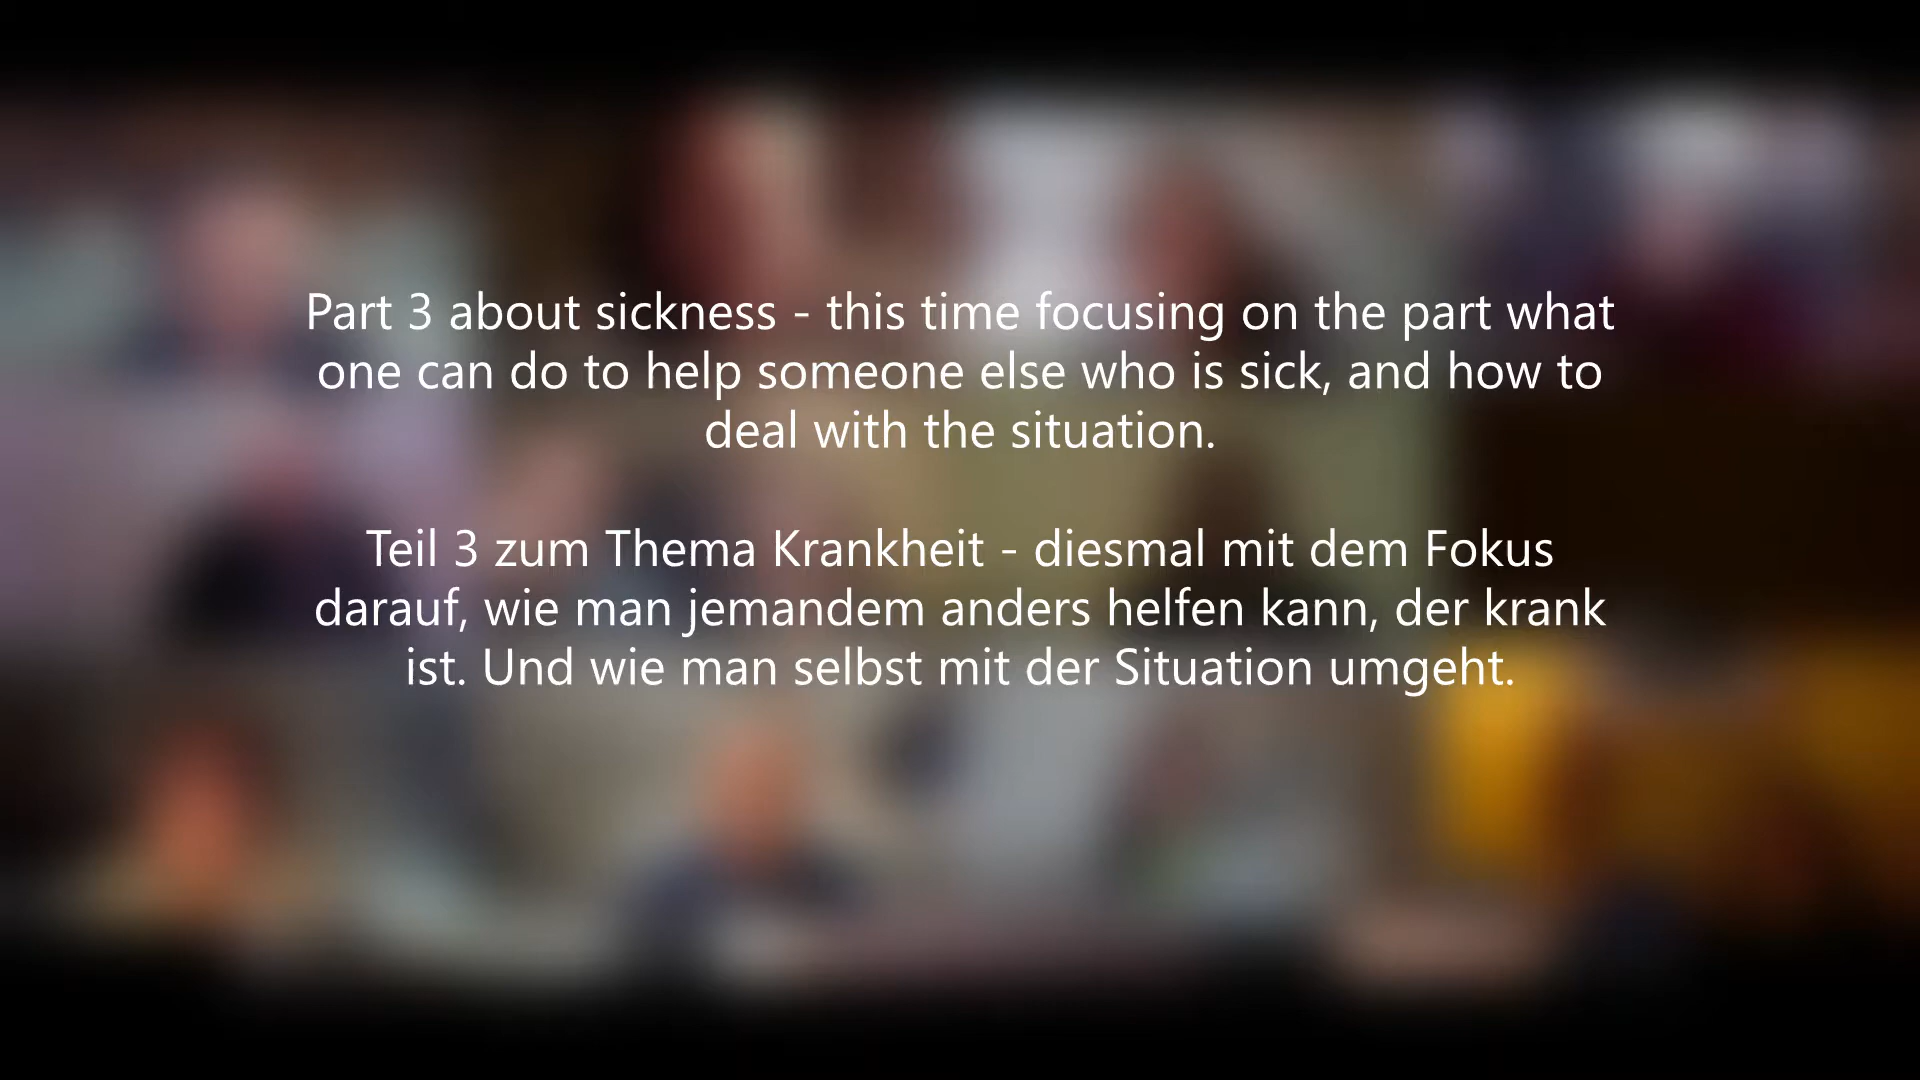 Part 3 about sickness - this time focusing on the part what
one can do to help someone else who is sick, and how to
deal with the situation.
Teil 3 zum Thema Krankheit - diesmal mit dem Fokus
darauf, wie man jemandem anders helfen kann, der krank
ist. Und wie man selbst mit der Situation umgeht.